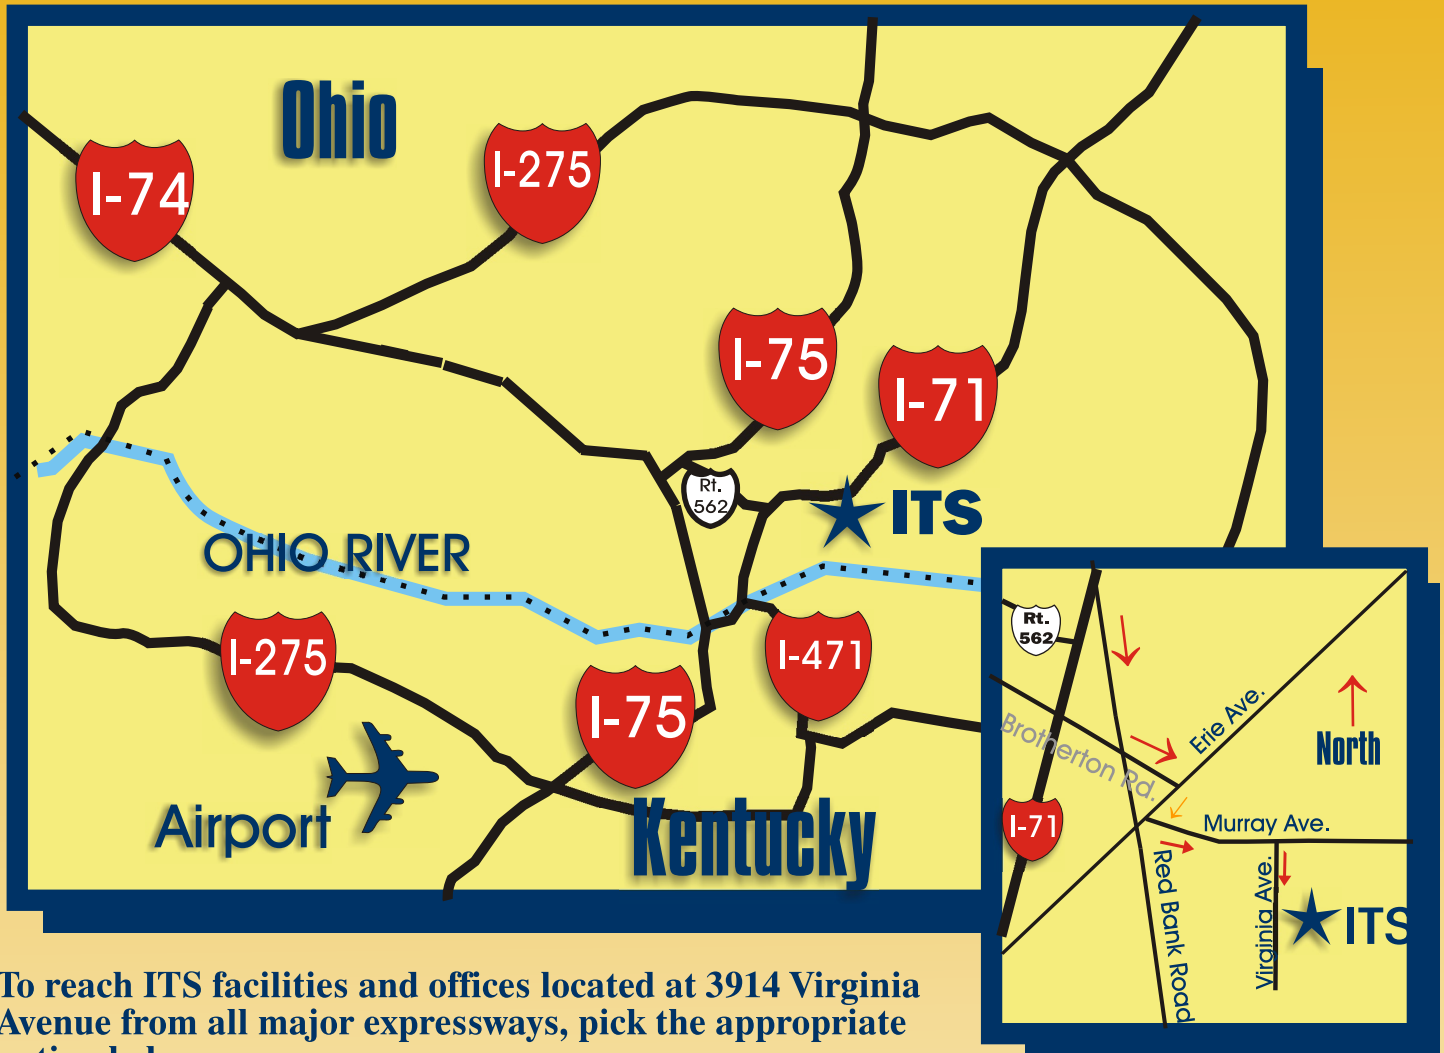 Ohio
I-74
I-275
I-75
I-71
Rt.
562
ITS
OHIO RIVER
I-275
I-75
I-471
Airport
Kentucky
Rt.
562
Erie Ave.
North
Brotherton Rd.
I-71
Murray Ave.
Red Bank Road
Virginia Ave.
ITS
To reach ITS facilities and offices located at 3914 Virginia
Avenue from all major expressways, pick the appropriate